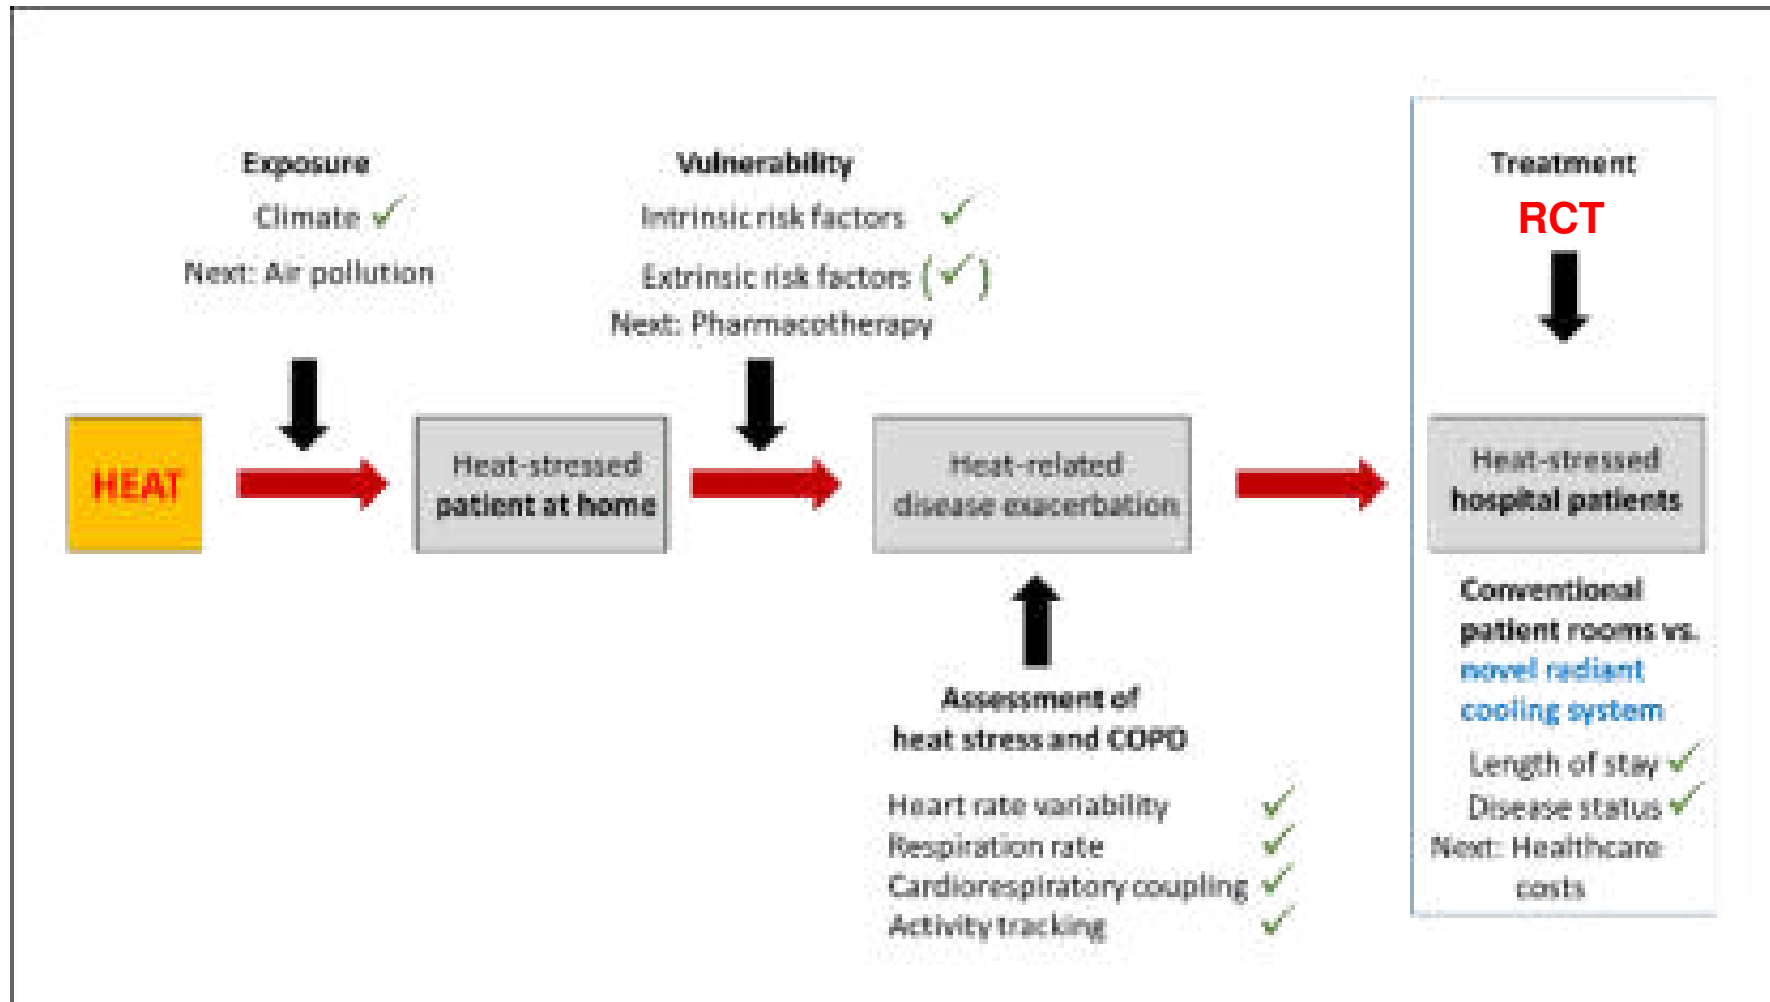 Exposure
Climate ✓
Next: Air pollution
Vulnerability
Intrinsic risk factors ✓
Extrinsic risk factors (✓)
Next: Pharmacotherapy
Treatment
RCT
HEAT
Heat-stressed
patient at home
Heat-related
disease exacerbation
Heat-stressed
hospital patients
Assessment of
heat stress and COPD
Heart rate variability ✓
Respiration rate ✓
Cardiorespiratory coupling ✓
Activity tracking ✓
Conventional
patient rooms vs.
novel radiant
cooling system
Length of stay ✓
Disease status ✓
Next: Healthcare
costs